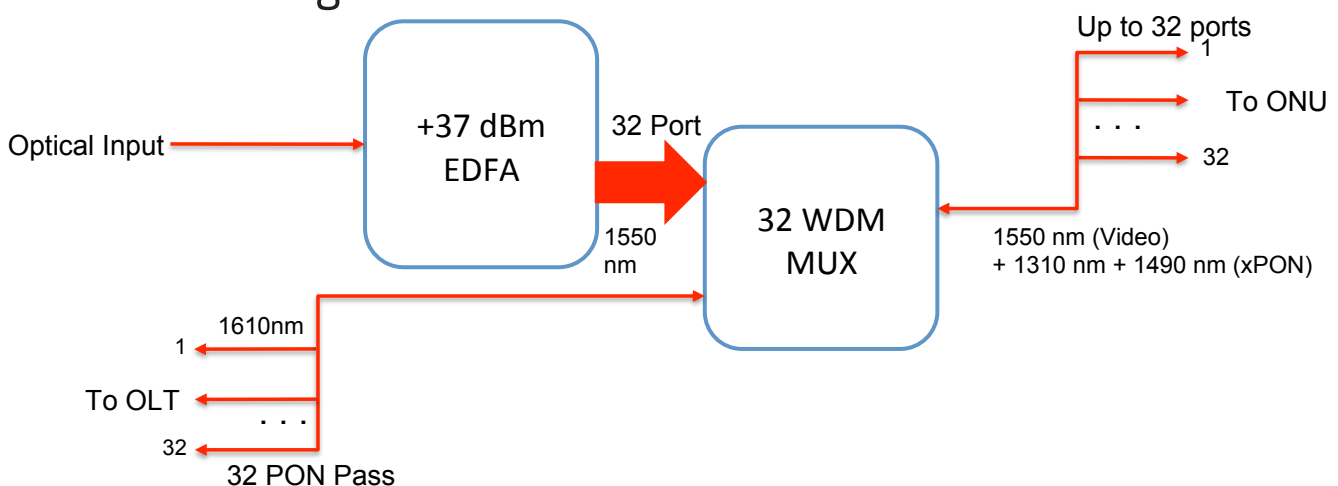 Up to 32 ports
1
To ONU
. . .
32
Optical Input
+37 dBm
EDFA
32 Port
1550
nm
32 WDM
MUX
1550 nm (Video)
+ 1310 nm + 1490 nm (xPON)
1610nm
1
To OLT
. . .
32
32 PON Pass